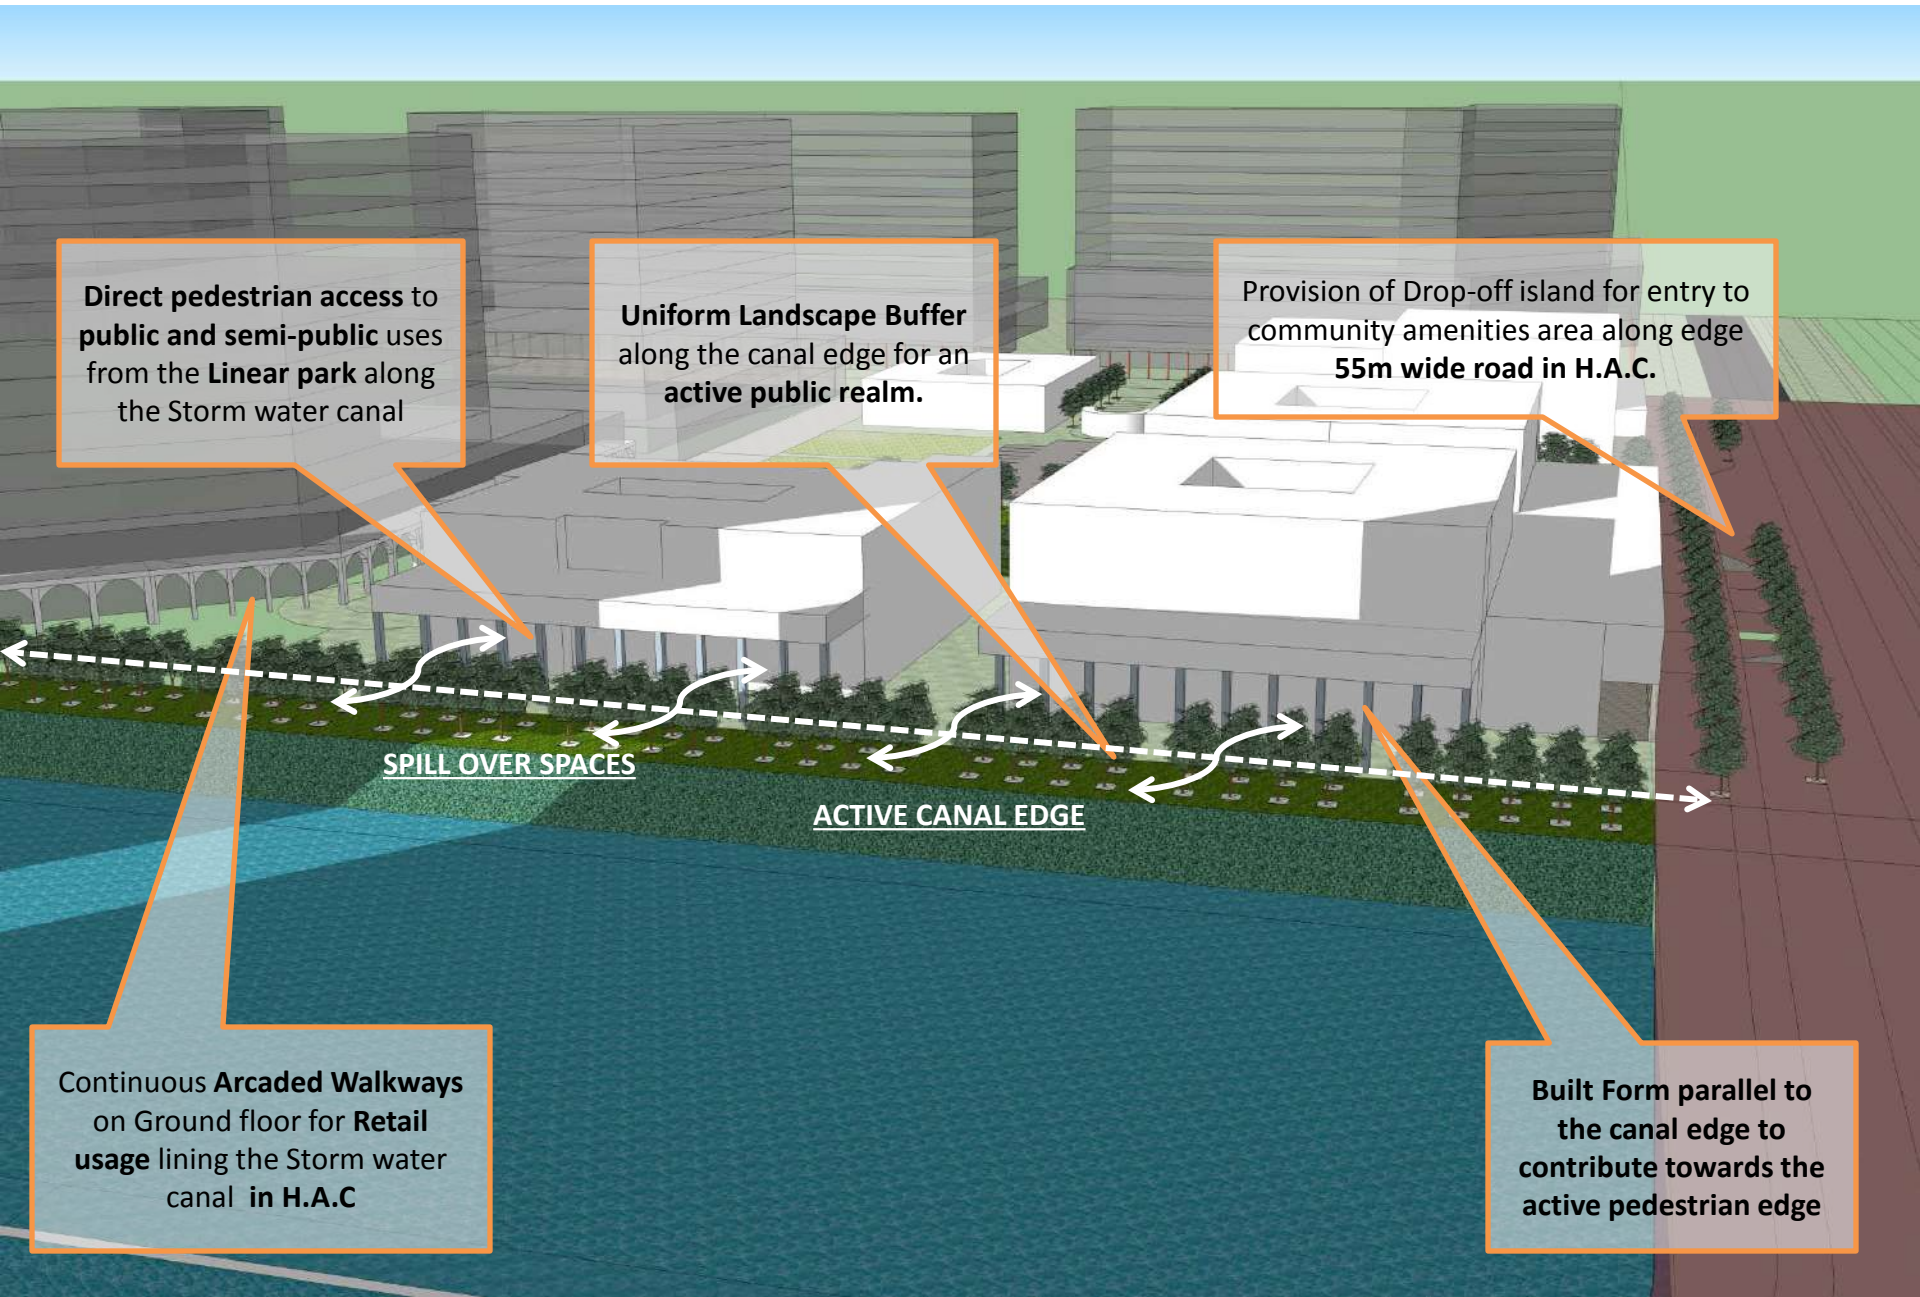 Direct pedestrian access to
public and semi-public uses
from the Linear park along
the Storm water canal
Uniform Landscape Buffer
along the canal edge for an
active public realm.
Provision of Drop-off island for entry to
community amenities area along edge
55m wide road in H.A.C.
SPILL OVER SPACES
ACTIVE CANAL EDGE
Continuous Arcaded Walkways
on Ground floor for Retail
usage lining the Storm water
canal in H.A.C
Built Form parallel to
the canal edge to
contribute towards the
active pedestrian edge